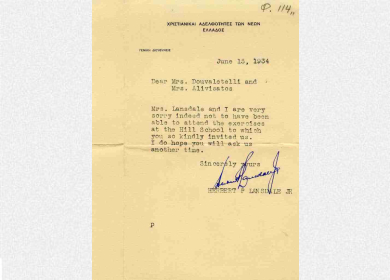 Φ. 114
ΧΡΙΣΤΙΑΝΙΚΑΙ ΑΔΕΛΦΟΤΗΤΕΣ ΤΩΝ ΝΕΩΝ
ΕΛΛΑΔΟΣ
ΓΕΝΙΚΗ ΔΙΕΥΘΥΝΣΙΣ
June 15, 1934
Dear Mrs. Douvaletelli and
Mrs. Alivisatos
Mrs. Lansdale and I are very
sorry indeed not to have been
able to attend the exercises
at the Hill School to which
you so kindly invited us.
I do hope you will ask us
another time.
Sincerely yours
HERBERT P LANSDALE JR
P